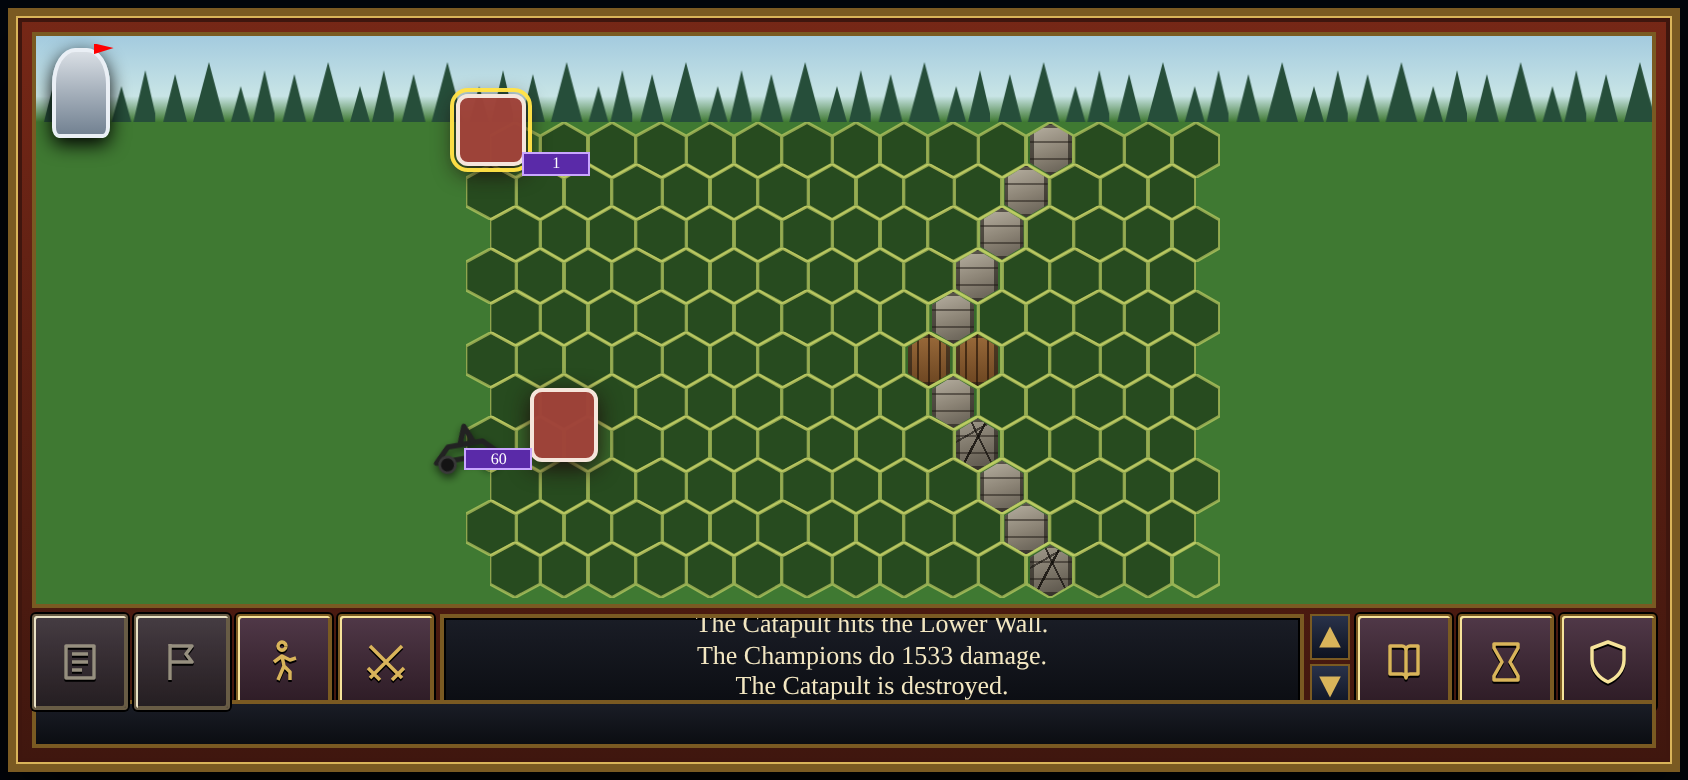 1
60
The Catapult hits the Lower Wall.
The Champions do 1533 damage.
The Catapult is destroyed.